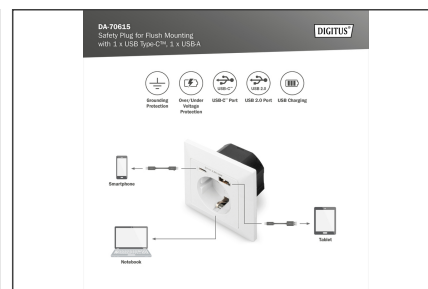 DA-70615
Safety Plug for Flush Mounting
with 1 x USB Type-C™, 1 x USB-A
DIGITUS®
USB-C™
USB 2.0
Grounding
Protection
Over/Under
Voltage
Protection
USB-C™ Port
USB 2.0 Port
USB Charging
Smartphone
Tablet
Notebook